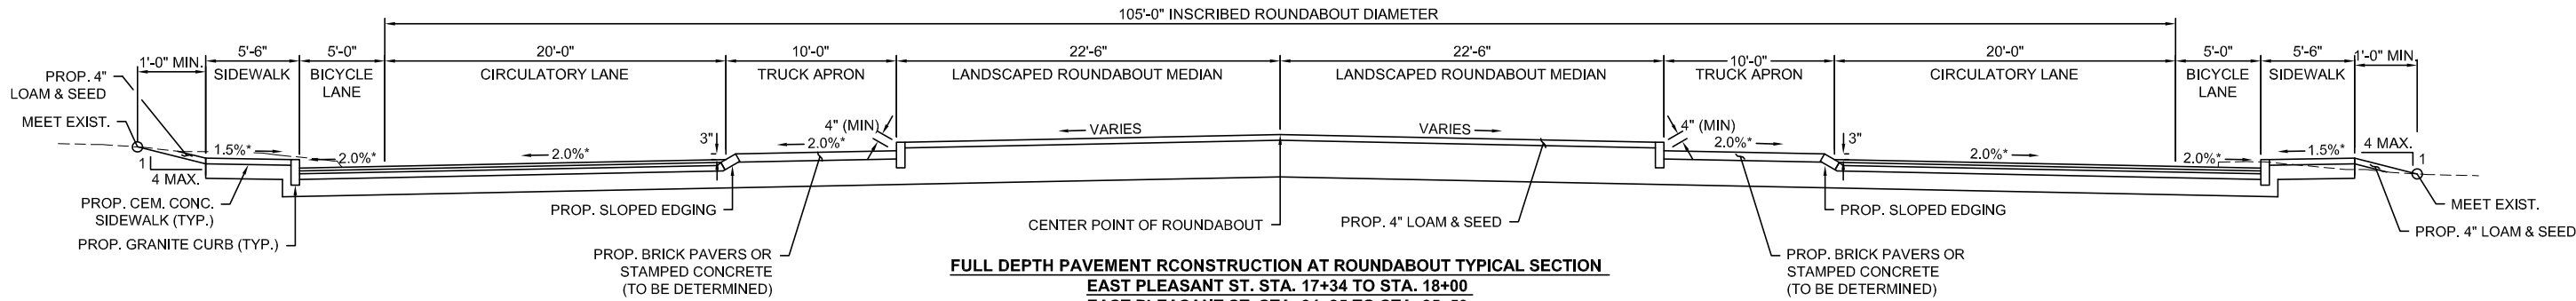 105'-0" INSCRIBED ROUNDABOUT DIAMETER
1'-0" MIN.
5'-6"
SIDEWALK
5'-0"
BICYCLE
LANE
20'-0"
CIRCULATORY LANE
10'-0"
TRUCK APRON
22'-6"
LANDSCAPED ROUNDABOUT MEDIAN
22'-6"
LANDSCAPED ROUNDABOUT MEDIAN
10'-0"
TRUCK APRON
20'-0"
CIRCULATORY LANE
5'-0"
BICYCLE
LANE
5'-6"
SIDEWALK
1'-0" MIN.
PROP. 4"
LOAM & SEED
MEET EXIST.
1
4 MAX.
1.5%*
2.0%*
2.0%*
3"
2.0%*
4" (MIN)
VARIES
VARIES
4" (MIN)
2.0%*
3"
2.0%*
2.0%*
1.5%*
4 MAX.
1
PROP. CEM. CONC.
SIDEWALK (TYP.)
PROP. GRANITE CURB (TYP.)
PROP. SLOPED EDGING
PROP. BRICK PAVERS OR
STAMPED CONCRETE
(TO BE DETERMINED)
CENTER POINT OF ROUNDABOUT
PROP. 4" LOAM & SEED
PROP. SLOPED EDGING
PROP. BRICK PAVERS OR
STAMPED CONCRETE
(TO BE DETERMINED)
MEET EXIST.
PROP. 4" LOAM & SEED
FULL DEPTH PAVEMENT RCONSTRUCTION AT ROUNDABOUT TYPICAL SECTION
EAST PLEASANT ST. STA. 17+34 TO STA. 18+00
EAST PLEASANT ST. STA.